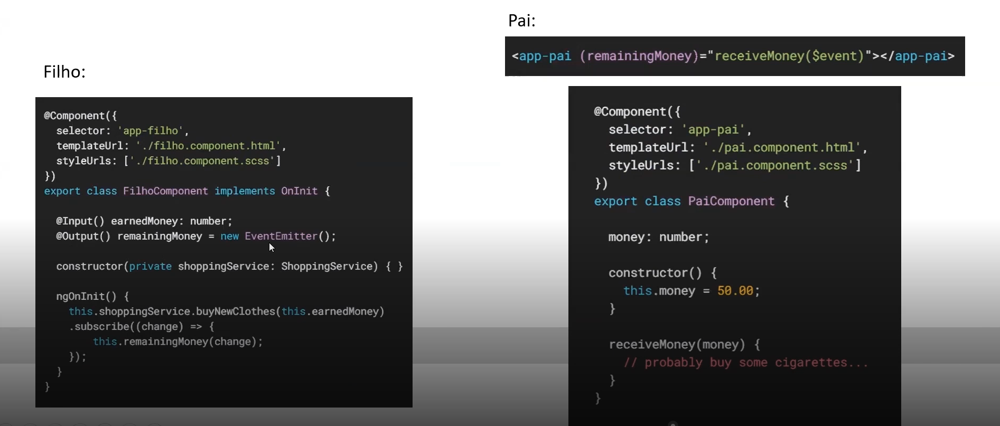 Filho:
@Component({
  selector: 'app-filho',
  templateUrl: './filho.component.html',
  styleUrls: ['./filho.component.scss']
})
export class FilhoComponent implements OnInit {
  @Input() earnedMoney: number;
  @Output() remainingMoney = new EventEmitter();
  constructor(private shoppingService: ShoppingService) { }
  ngOnInit() {
    this.shoppingService.buyNewClothes(this.earnedMoney)
    .subscribe((change) => {
        this.remainingMoney(change);
    });
  }
}
Pai:
<app-pai (remainingMoney)="receiveMoney($event)"></app-pai>
@Component({
  selector: 'app-pai',
  templateUrl: './pai.component.html',
  styleUrls: ['./pai.component.scss']
})
export class PaiComponent {
  money: number;
  constructor() {
    this.money = 50.00;
  }
  receiveMoney(money) {
    // probably buy some cigarettes...
  }
}